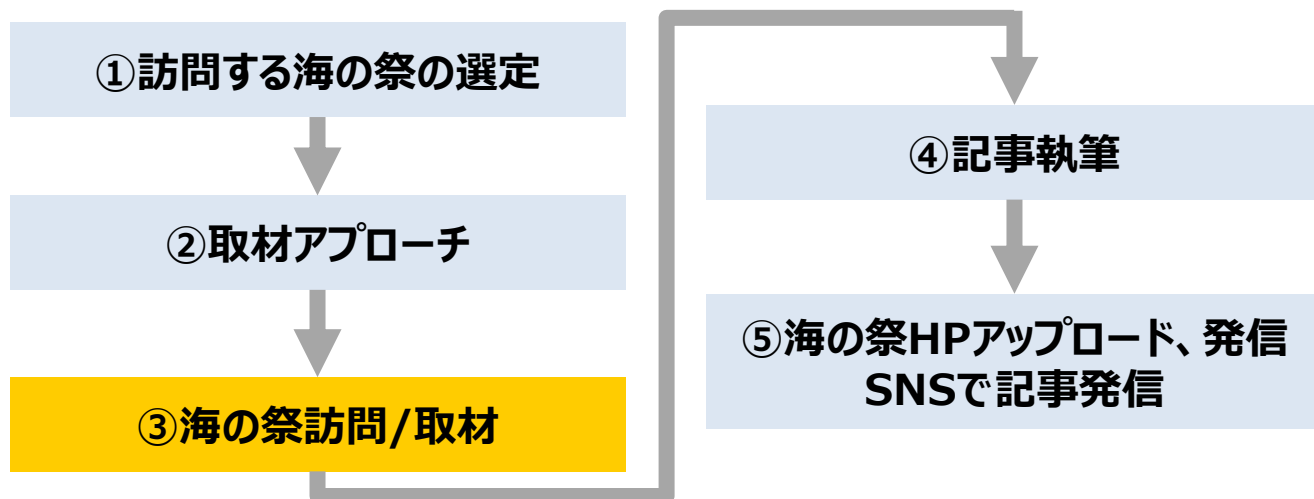 ①訪問する海の祭の選定
②取材アプローチ
③海の祭訪問/取材
④記事執筆
⑤海の祭HPアップロード、発信
SNSで記事発信